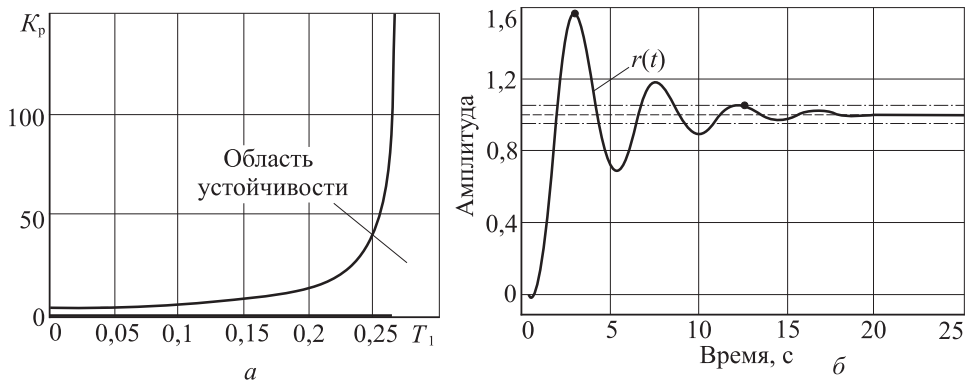 Kр
100
50
0
Область
устойчивости
0 0,05 0,1 0,15 0,2 0,25 T1
а
Амплитуда
1,6
1,2
0,8
0,4
0
r(t)
0 5 10 15 20 25
Время, с
б